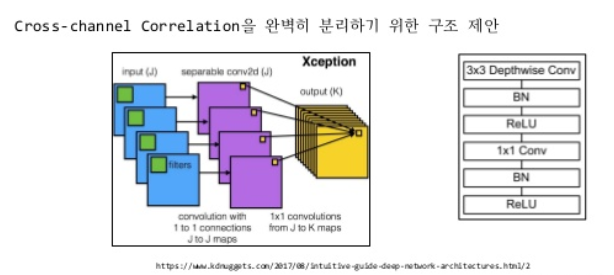 Cross-channel Correlation을 완벽히 분리하기 위한 구조 제안
Xception
input (J)
separable conv2d (J)
output (K)
filters
convolution with
1 to 1 connections
J to J maps
1x1 convolutions
from J to K maps
3x3 Depthwise Conv
BN
ReLU
1x1 Conv
BN
ReLU
https://www.kdnuggets.com/2017/08/intuitive-guide-deep-network-architectures.html/2